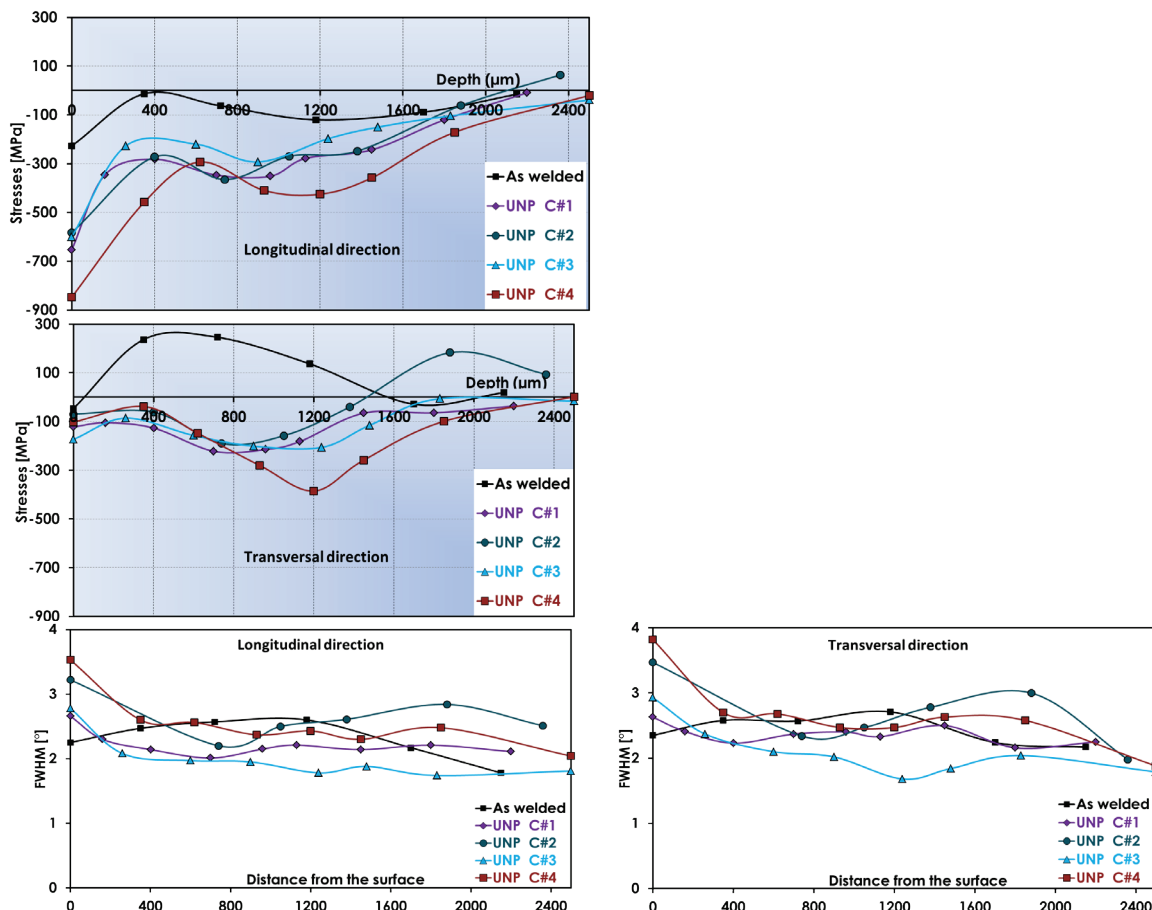 300
100
-100
-300
-500
-700
-900
Stresses [MPa]
Depth (µm)
0 400 800 1200 1600 2000 2400
As welded
UNP C#1
UNP C#2
UNP C#3
UNP C#4
Longitudinal direction
300
100
-100
-300
-500
-700
-900
Stresses [MPa]
Depth (µm)
0 400 800 1200 1600 2000 2400
As welded
UNP C#1
UNP C#2
UNP C#3
UNP C#4
Transversal direction
Longitudinal direction
4
3
2
1
0
FWHM [°]
As welded
UNP C#1
UNP C#2
UNP C#3
UNP C#4
Distance from the surface
0 400 800 1200 1600 2000 2400
Transversal direction
4
3
2
1
0
FWHM [°]
As welded
UNP C#1
UNP C#2
UNP C#3
UNP C#4
Distance from the surface
0 400 800 1200 1600 2000 2400